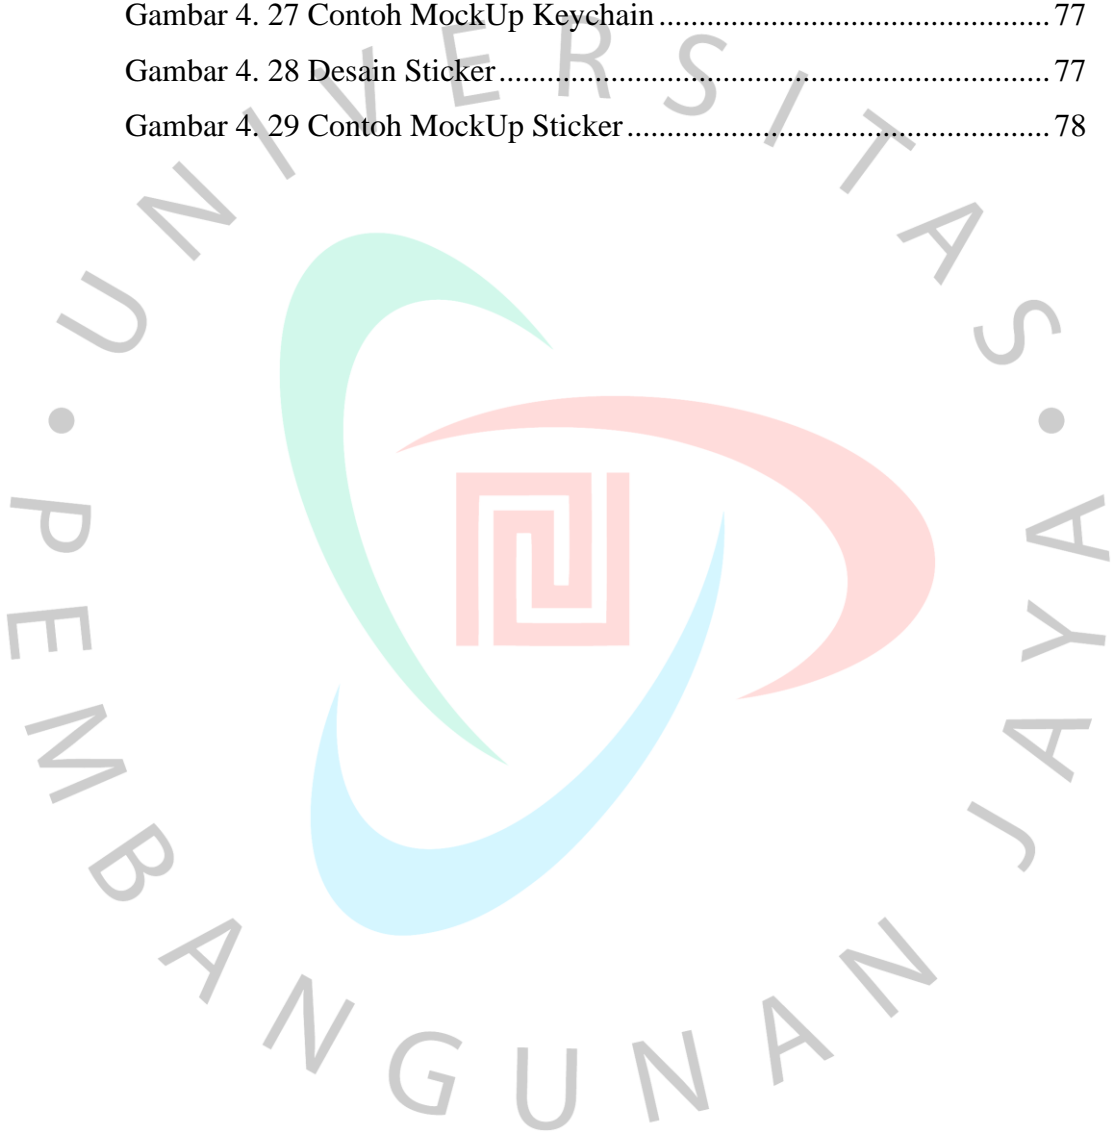 Gambar 4. 27 Contoh MockUp Keychain ................................................. 77
Gambar 4. 28 Desain Sticker ..................................................................... 77
Gambar 4. 29 Contoh MockUp Sticker ..................................................... 78
UNIVERSITAS
• PEMBANGUNAN JAYA •